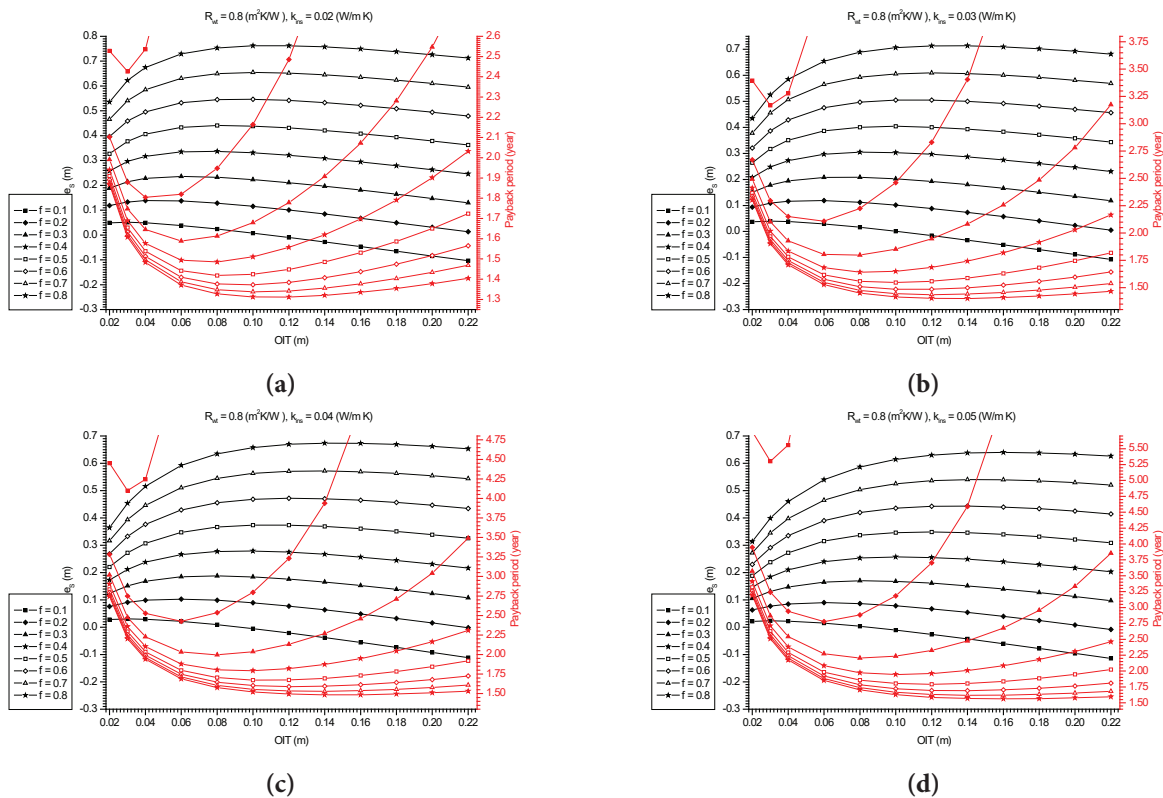 R_wt = 0.8 (m²K/W ), k_ins = 0.02 (W/m K)
0.8
0.7
0.6
0.5
0.4
0.3
0.2
0.1
0.0
-0.1
-0.2
-0.3
e_s (m)
f = 0.1
f = 0.2
f = 0.3
f = 0.4
f = 0.5
f = 0.6
f = 0.7
f = 0.8
2.6
2.5
2.4
2.3
2.2
2.1
2.0
1.9
1.8
1.7
1.6
1.5
1.4
1.3
Payback period (year)
0.02 0.04 0.06 0.08 0.10 0.12 0.14 0.16 0.18 0.20 0.22
OIT (m)
(a)
R_wt = 0.8 (m²K/W ), k_ins = 0.03 (W/m K)
0.7
0.6
0.5
0.4
0.3
0.2
0.1
0.0
-0.1
-0.2
-0.3
e_s (m)
f = 0.1
f = 0.2
f = 0.3
f = 0.4
f = 0.5
f = 0.6
f = 0.7
f = 0.8
3.75
3.50
3.25
3.00
2.75
2.50
2.25
2.00
1.75
1.50
Payback period (year)
0.02 0.04 0.06 0.08 0.10 0.12 0.14 0.16 0.18 0.20 0.22
OIT (m)
(b)
R_wt = 0.8 (m²K/W ), k_ins = 0.04 (W/m K)
0.7
0.6
0.5
0.4
0.3
0.2
0.1
0.0
-0.1
-0.2
-0.3
e_s (m)
f = 0.1
f = 0.2
f = 0.3
f = 0.4
f = 0.5
f = 0.6
f = 0.7
f = 0.8
4.75
4.50
4.25
4.00
3.75
3.50
3.25
3.00
2.75
2.50
2.25
2.00
1.75
1.50
Payback period (year)
0.02 0.04 0.06 0.08 0.10 0.12 0.14 0.16 0.18 0.20 0.22
OIT (m)
(c)
R_wt = 0.8 (m²K/W ), k_ins = 0.05 (W/m K)
0.7
0.6
0.5
0.4
0.3
0.2
0.1
0.0
-0.1
-0.2
-0.3
e_s (m)
f = 0.1
f = 0.2
f = 0.3
f = 0.4
f = 0.5
f = 0.6
f = 0.7
f = 0.8
5.50
5.25
5.00
4.75
4.50
4.25
4.00
3.75
3.50
3.25
3.00
2.75
2.50
2.25
2.00
1.75
1.50
Payback period (year)
0.02 0.04 0.06 0.08 0.10 0.12 0.14 0.16 0.18 0.20 0.22
OIT (m)
(d)